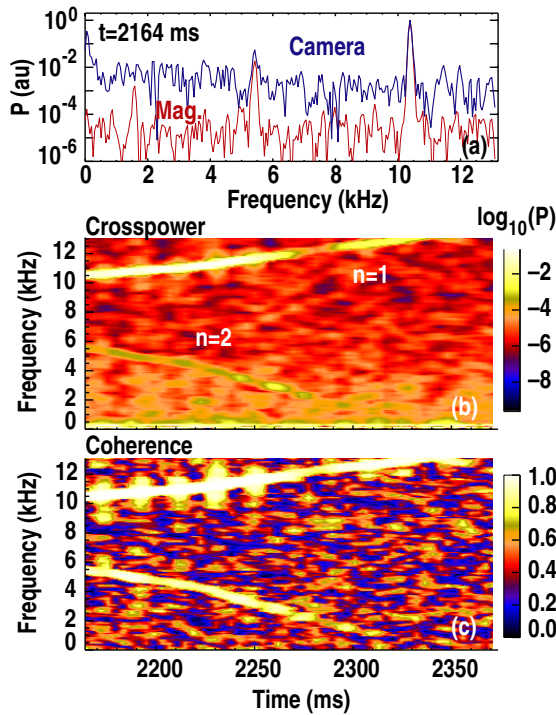 t=2164 ms
Camera
Mag.
(a)
P (au)
10⁰
10⁻²
10⁻⁴
10⁻⁶
0 2 4 6 8 10 12
Frequency (kHz)
Crosspower
log₁₀(P)
Frequency (kHz)
12
10
8
6
4
2
0
n=1
n=2
(b)
−2
−4
−6
−8
Coherence
Frequency (kHz)
12
10
8
6
4
2
0
(c)
1.0
0.8
0.6
0.4
0.2
0.0
2200 2250 2300 2350
Time (ms)